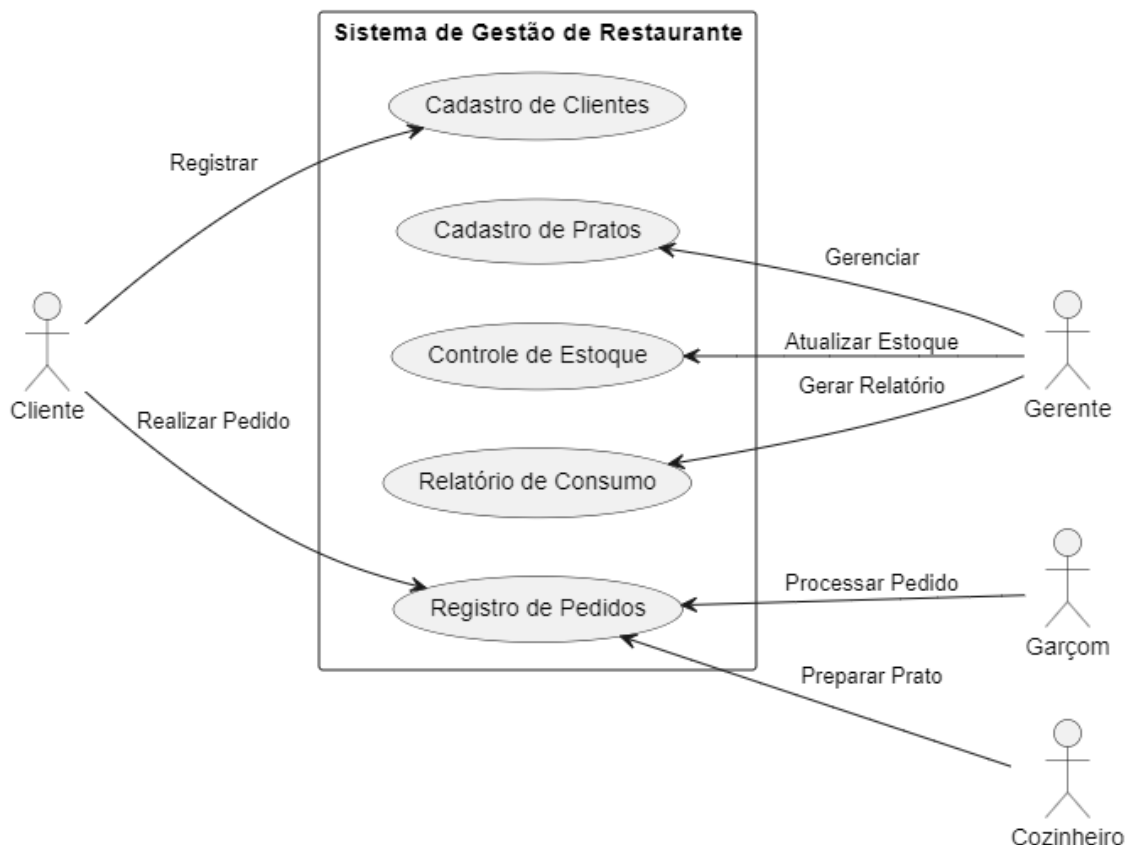 Sistema de Gestão de Restaurante
Cadastro de Clientes
Registrar
Cadastro de Pratos
Gerenciar
Atualizar Estoque
Controle de Estoque
Gerar Relatório
Cliente
Gerente
Realizar Pedido
Relatório de Consumo
Processar Pedido
Registro de Pedidos
Garçom
Preparar Prato
Cozinheiro